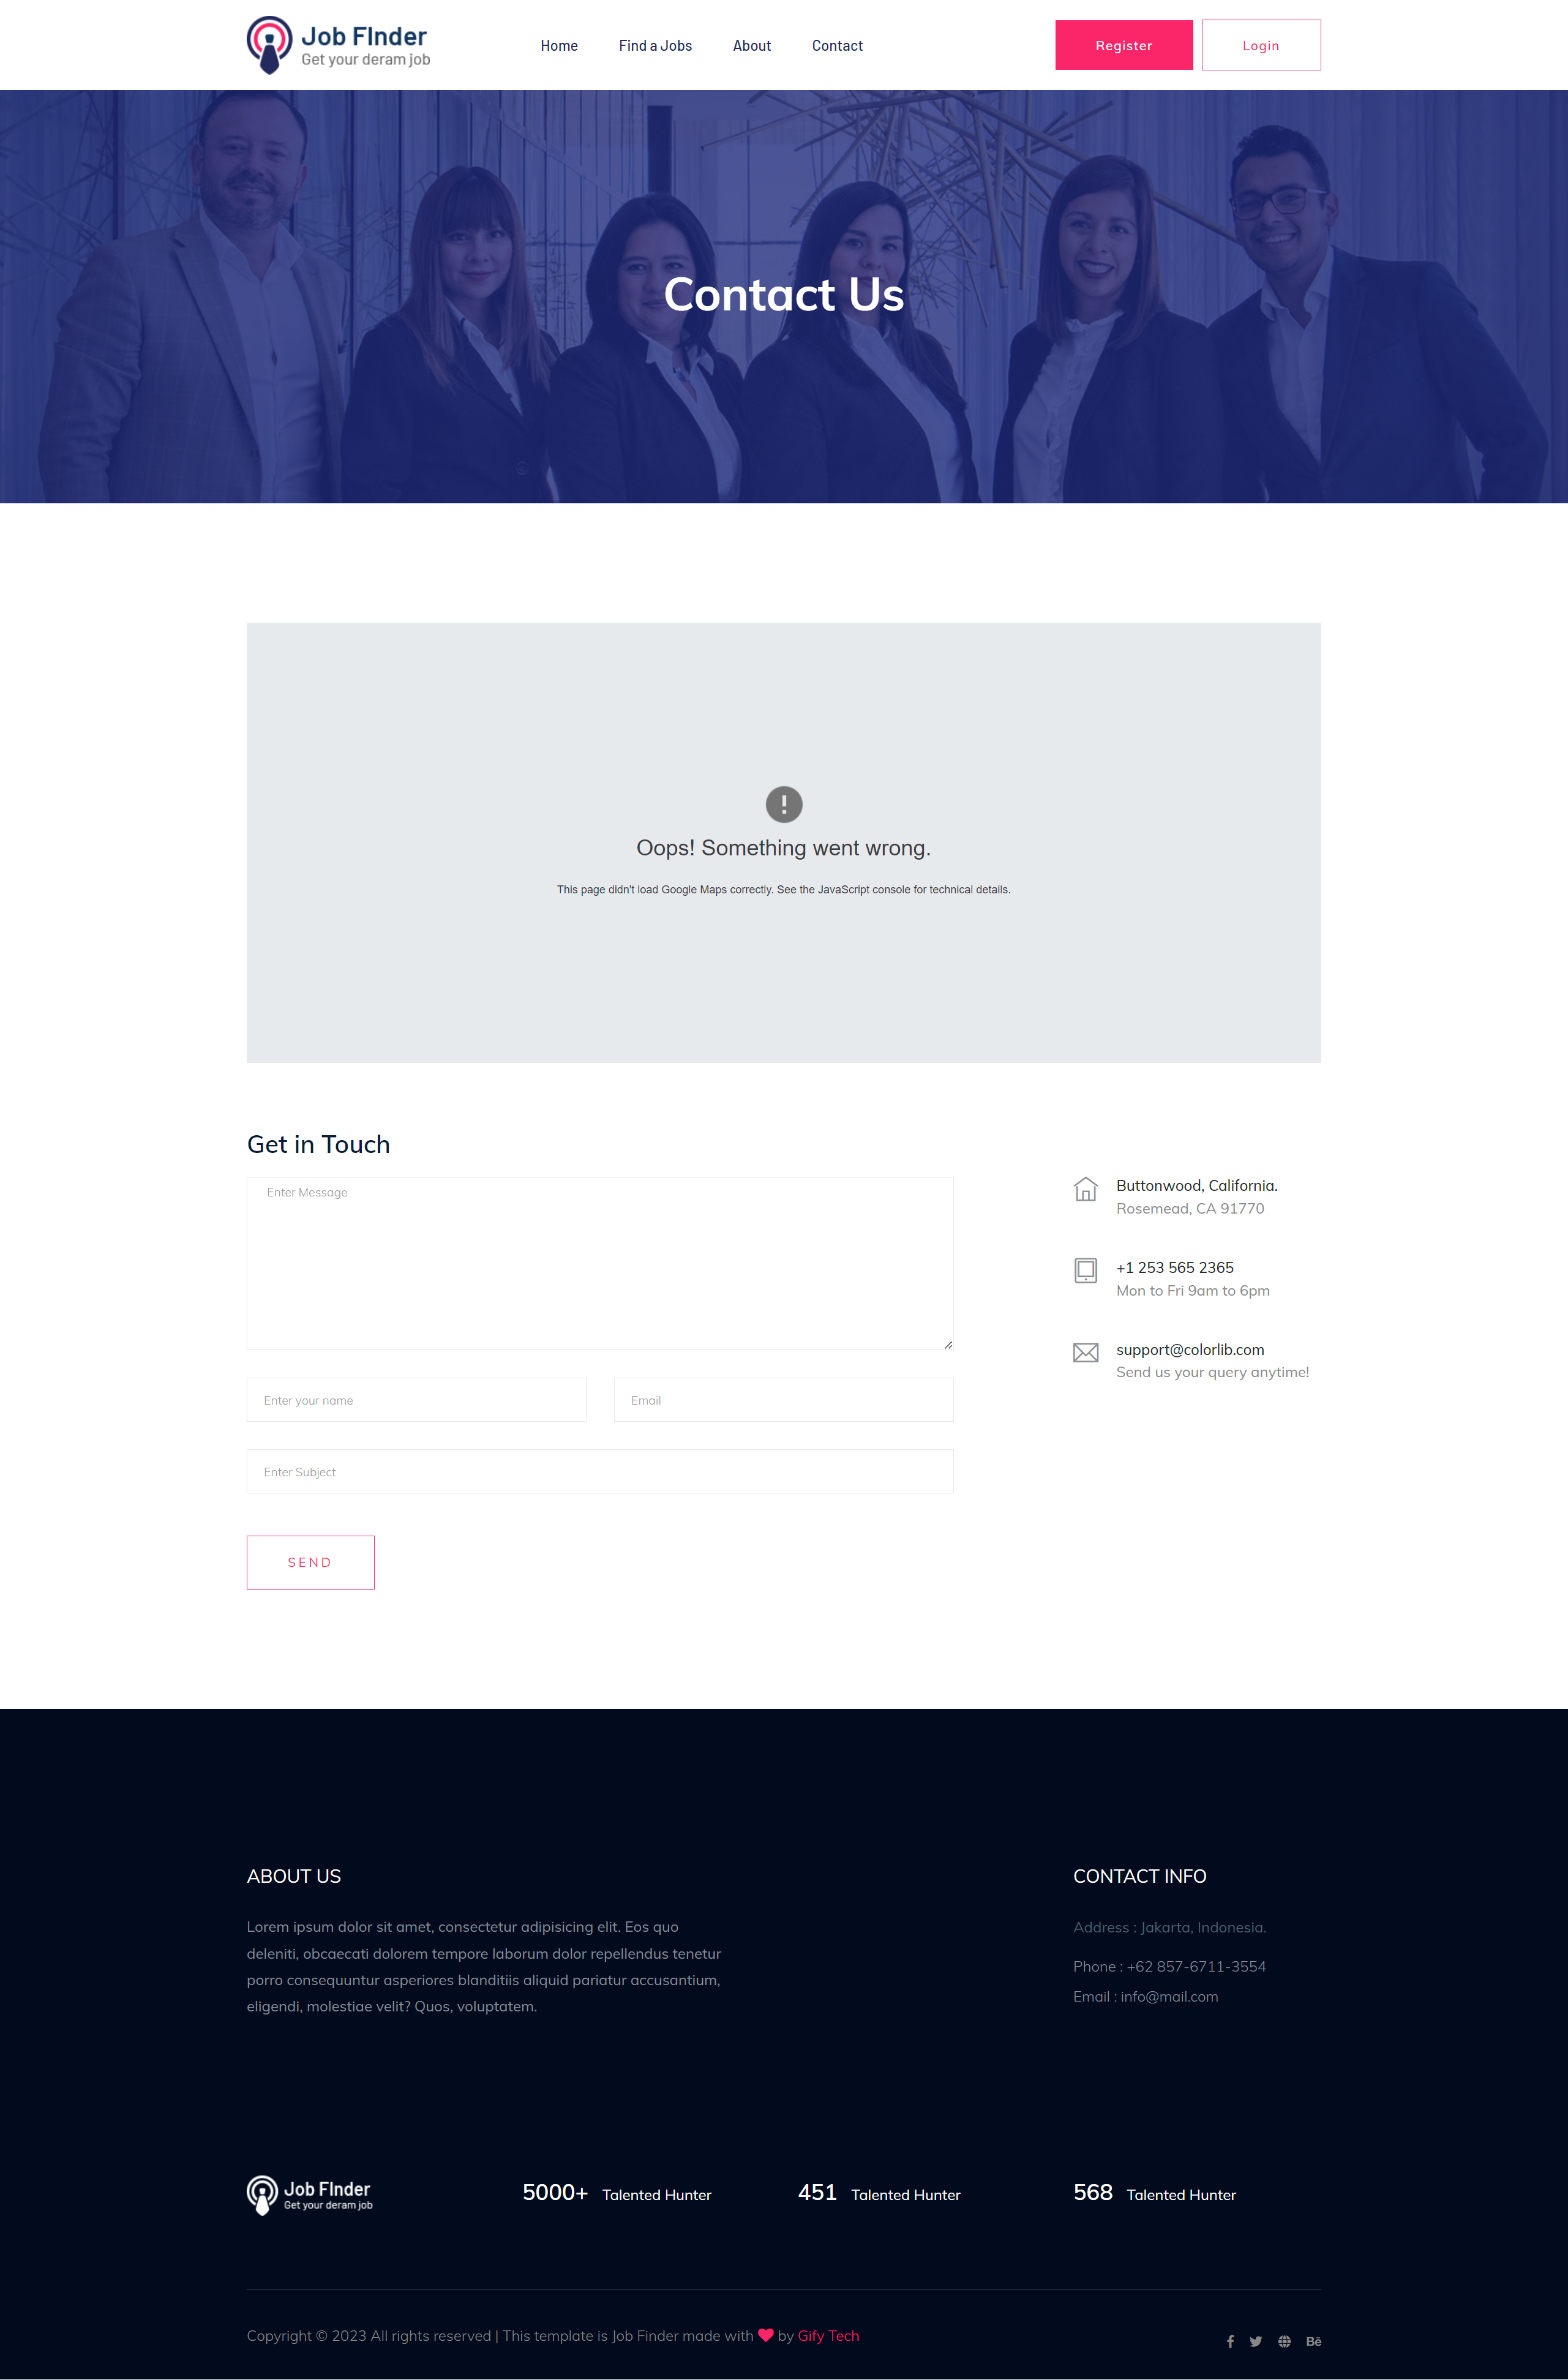 Job FInder
Get your deram job
Home
Find a Jobs
About
Contact
Register
Login
Contact Us
Oops! Something went wrong.
This page didn't load Google Maps correctly. See the JavaScript console for technical details.
Get in Touch
Enter Message
Enter your name
Email
Enter Subject
SEND
Buttonwood, California.
Rosemead, CA 91770
+1 253 565 2365
Mon to Fri 9am to 6pm
support@colorlib.com
Send us your query anytime!
ABOUT US
Lorem ipsum dolor sit amet, consectetur adipisicing elit. Eos quo
deleniti, obcaecati dolorem tempore laborum dolor repellendus tenetur
porro consequuntur asperiores blanditiis aliquid pariatur accusantium,
eligendi, molestiae velit? Quos, voluptatem.
CONTACT INFO
Address : Jakarta, Indonesia.
Phone : +62 857-6711-3554
Email : info@mail.com
Job FInder
Get your deram job
5000+ Talented Hunter
451 Talented Hunter
568 Talented Hunter
Copyright © 2023 All rights reserved | This template is Job Finder made with ♥ by Gify Tech
Bē